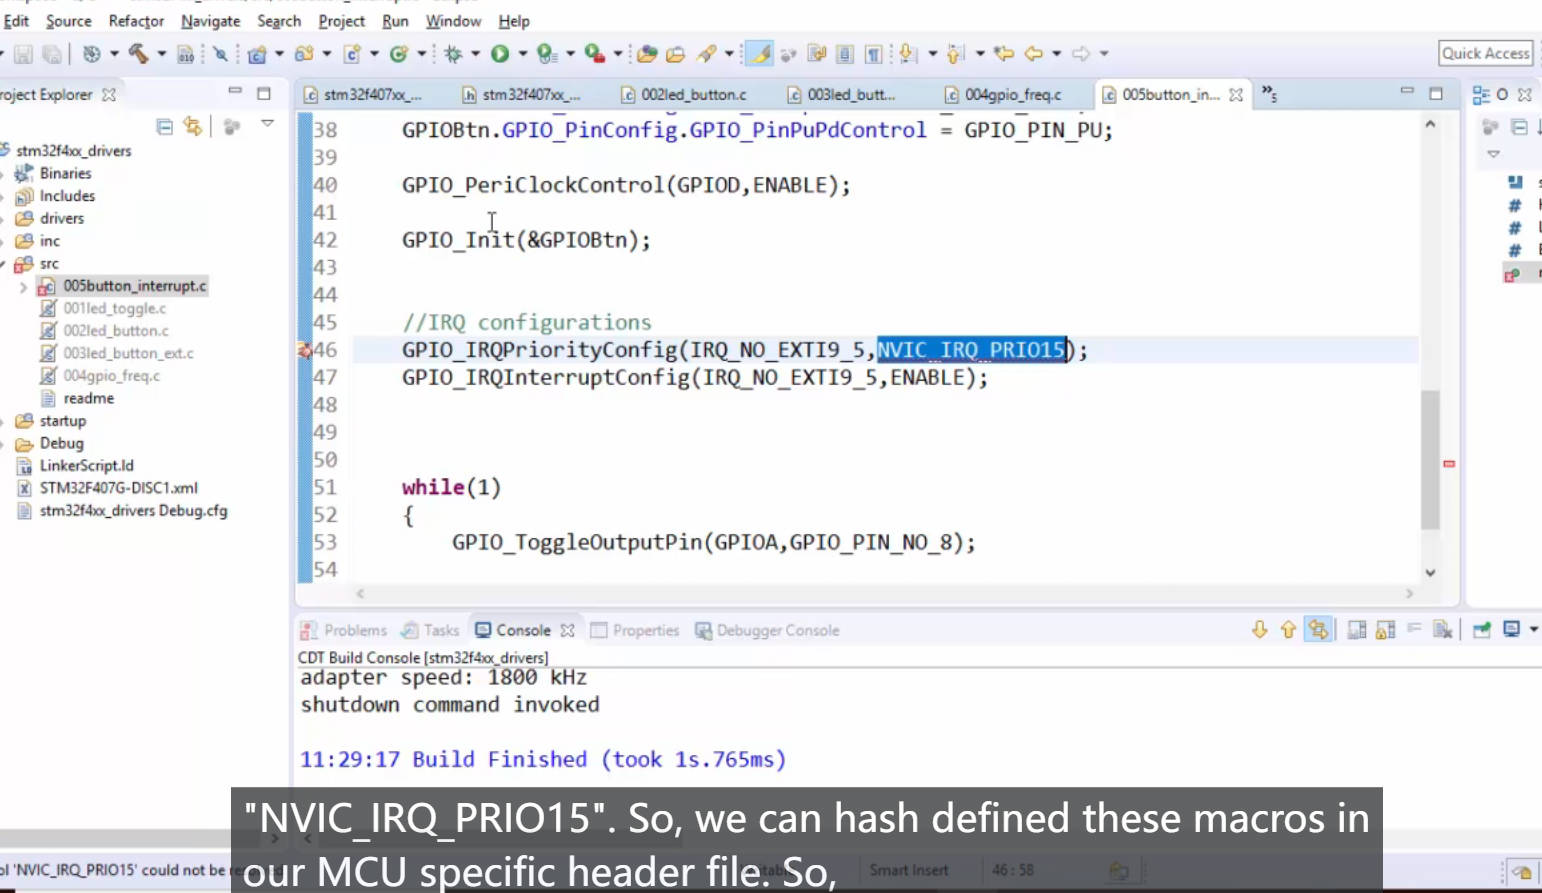 Edit Source Refactor Navigate Search Project Run Window Help
Quick Access
Project Explorer
stm32f4xx_drivers
Binaries
Includes
drivers
inc
src
005button_interrupt.c
001led_toggle.c
002led_button.c
003led_button_ext.c
004gpio_freq.c
readme
startup
Debug
LinkerScript.ld
STM32F407G-DISC1.xml
stm32f4xx_drivers Debug.cfg
stm32f407xx_... stm32f407xx_... 002led_button.c 003led_butt... 004gpio_freq.c 005button_in... »5
38 GPIOBtn.GPIO_PinConfig.GPIO_PinPuPdControl = GPIO_PIN_PU;
39
40 GPIO_PeriClockControl(GPIOD,ENABLE);
41
42 GPIO_Init(&GPIOBtn);
43
44
45 //IRQ configurations
46 GPIO_IRQPriorityConfig(IRQ_NO_EXTI9_5,NVIC_IRQ_PRIO15);
47 GPIO_IRQInterruptConfig(IRQ_NO_EXTI9_5,ENABLE);
48
49
50
51 while(1)
52 {
53 GPIO_ToggleOutputPin(GPIOA,GPIO_PIN_NO_8);
54
Problems Tasks Console Properties Debugger Console
CDT Build Console [stm32f4xx_drivers]
adapter speed: 1800 kHz
shutdown command invoked
11:29:17 Build Finished (took 1s.765ms)
"NVIC_IRQ_PRIO15". So, we can hash defined these macros in
our MCU specific header file. So,
ol 'NVIC_IRQ_PRIO15' could not be Smart Insert 46 : 58